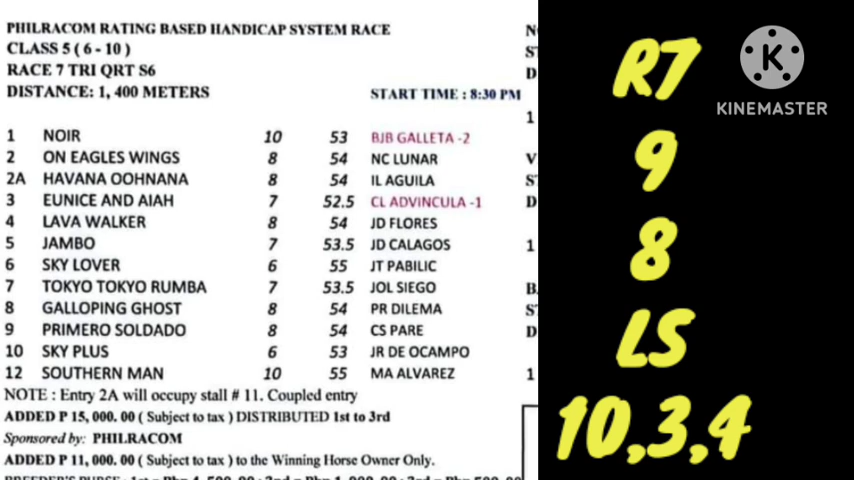 PHILRACOM RATING BASED HANDICAP SYSTEM RACE
CLASS 5 ( 6 - 10 )
RACE 7 TRI QRT S6
DISTANCE: 1, 400 METERS START TIME : 8:30 PM
1 NOIR 10 53 BJB GALLETA -2
2 ON EAGLES WINGS 8 54 NC LUNAR
2A HAVANA OOHNANA 8 54 IL AGUILA
3 EUNICE AND AIAH 7 52.5 CL ADVINCULA -1
4 LAVA WALKER 8 54 JD FLORES
5 JAMBO 7 53.5 JD CALAGOS
6 SKY LOVER 6 55 JT PABILIC
7 TOKYO TOKYO RUMBA 7 53.5 JOL SIEGO
8 GALLOPING GHOST 8 54 PR DILEMA
9 PRIMERO SOLDADO 8 54 CS PARE
10 SKY PLUS 6 53 JR DE OCAMPO
12 SOUTHERN MAN 10 55 MA ALVAREZ
NOTE : Entry 2A will occupy stall # 11. Coupled entry
ADDED P 15, 000. 00 ( Subject to tax ) DISTRIBUTED 1st to 3rd
Sponsored by: PHILRACOM
ADDED P 11, 000. 00 ( Subject to tax ) to the Winning Horse Owner Only.
R7
9
8
LS
10,3,4
K
KINEMASTER